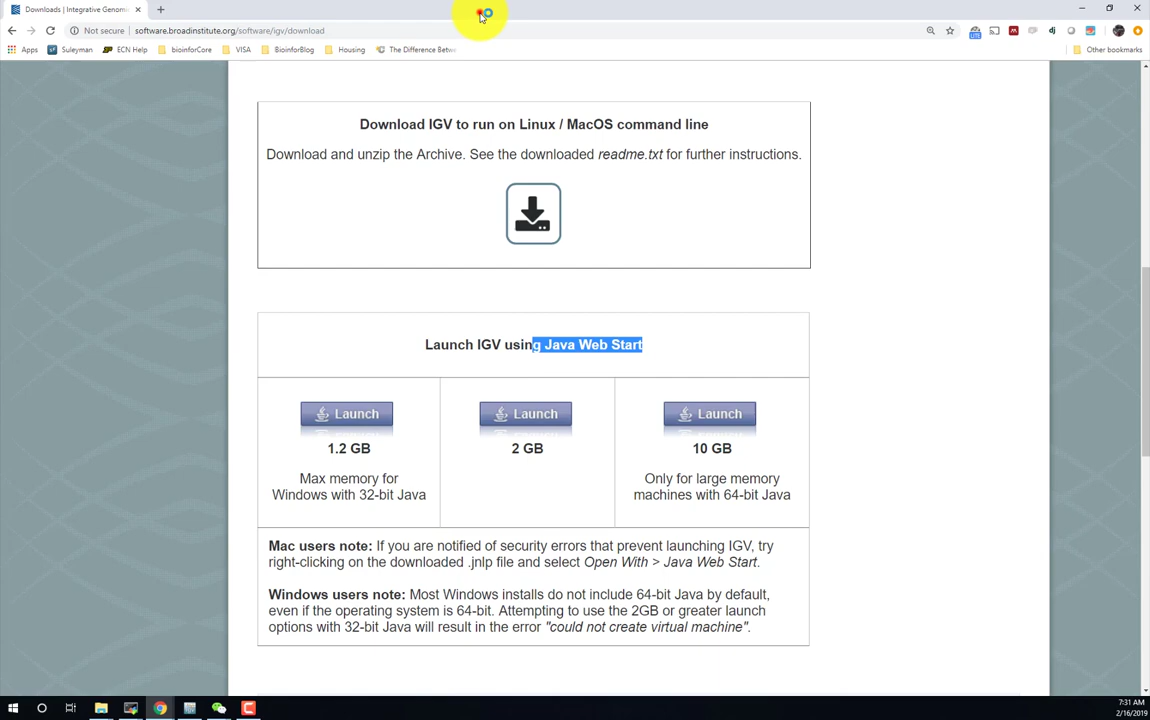 Downloads | Integrative Genomi
Not secure | software.broadinstitute.org/software/igv/download
Apps Suleyman ECN Help bioinforCore VISA BioinforBlog Housing The Difference Betw Other bookmarks
Download IGV to run on Linux / MacOS command line
Download and unzip the Archive. See the downloaded readme.txt for further instructions.
Launch IGV using Java Web Start
Launch Launch Launch
1.2 GB 2 GB 10 GB
Max memory for Only for large memory
Windows with 32-bit Java machines with 64-bit Java
Mac users note: If you are notified of security errors that prevent launching IGV, try
right-clicking on the downloaded .jnlp file and select Open With > Java Web Start.
Windows users note: Most Windows installs do not include 64-bit Java by default,
even if the operating system is 64-bit. Attempting to use the 2GB or greater launch
options with 32-bit Java will result in the error "could not create virtual machine".
7:31 AM
2/16/2019